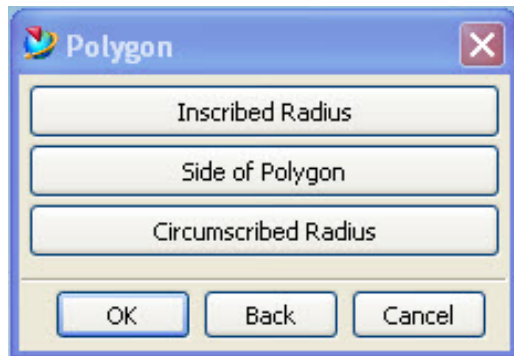 Polygon
Inscribed Radius
Side of Polygon
Circumscribed Radius
OK Back Cancel